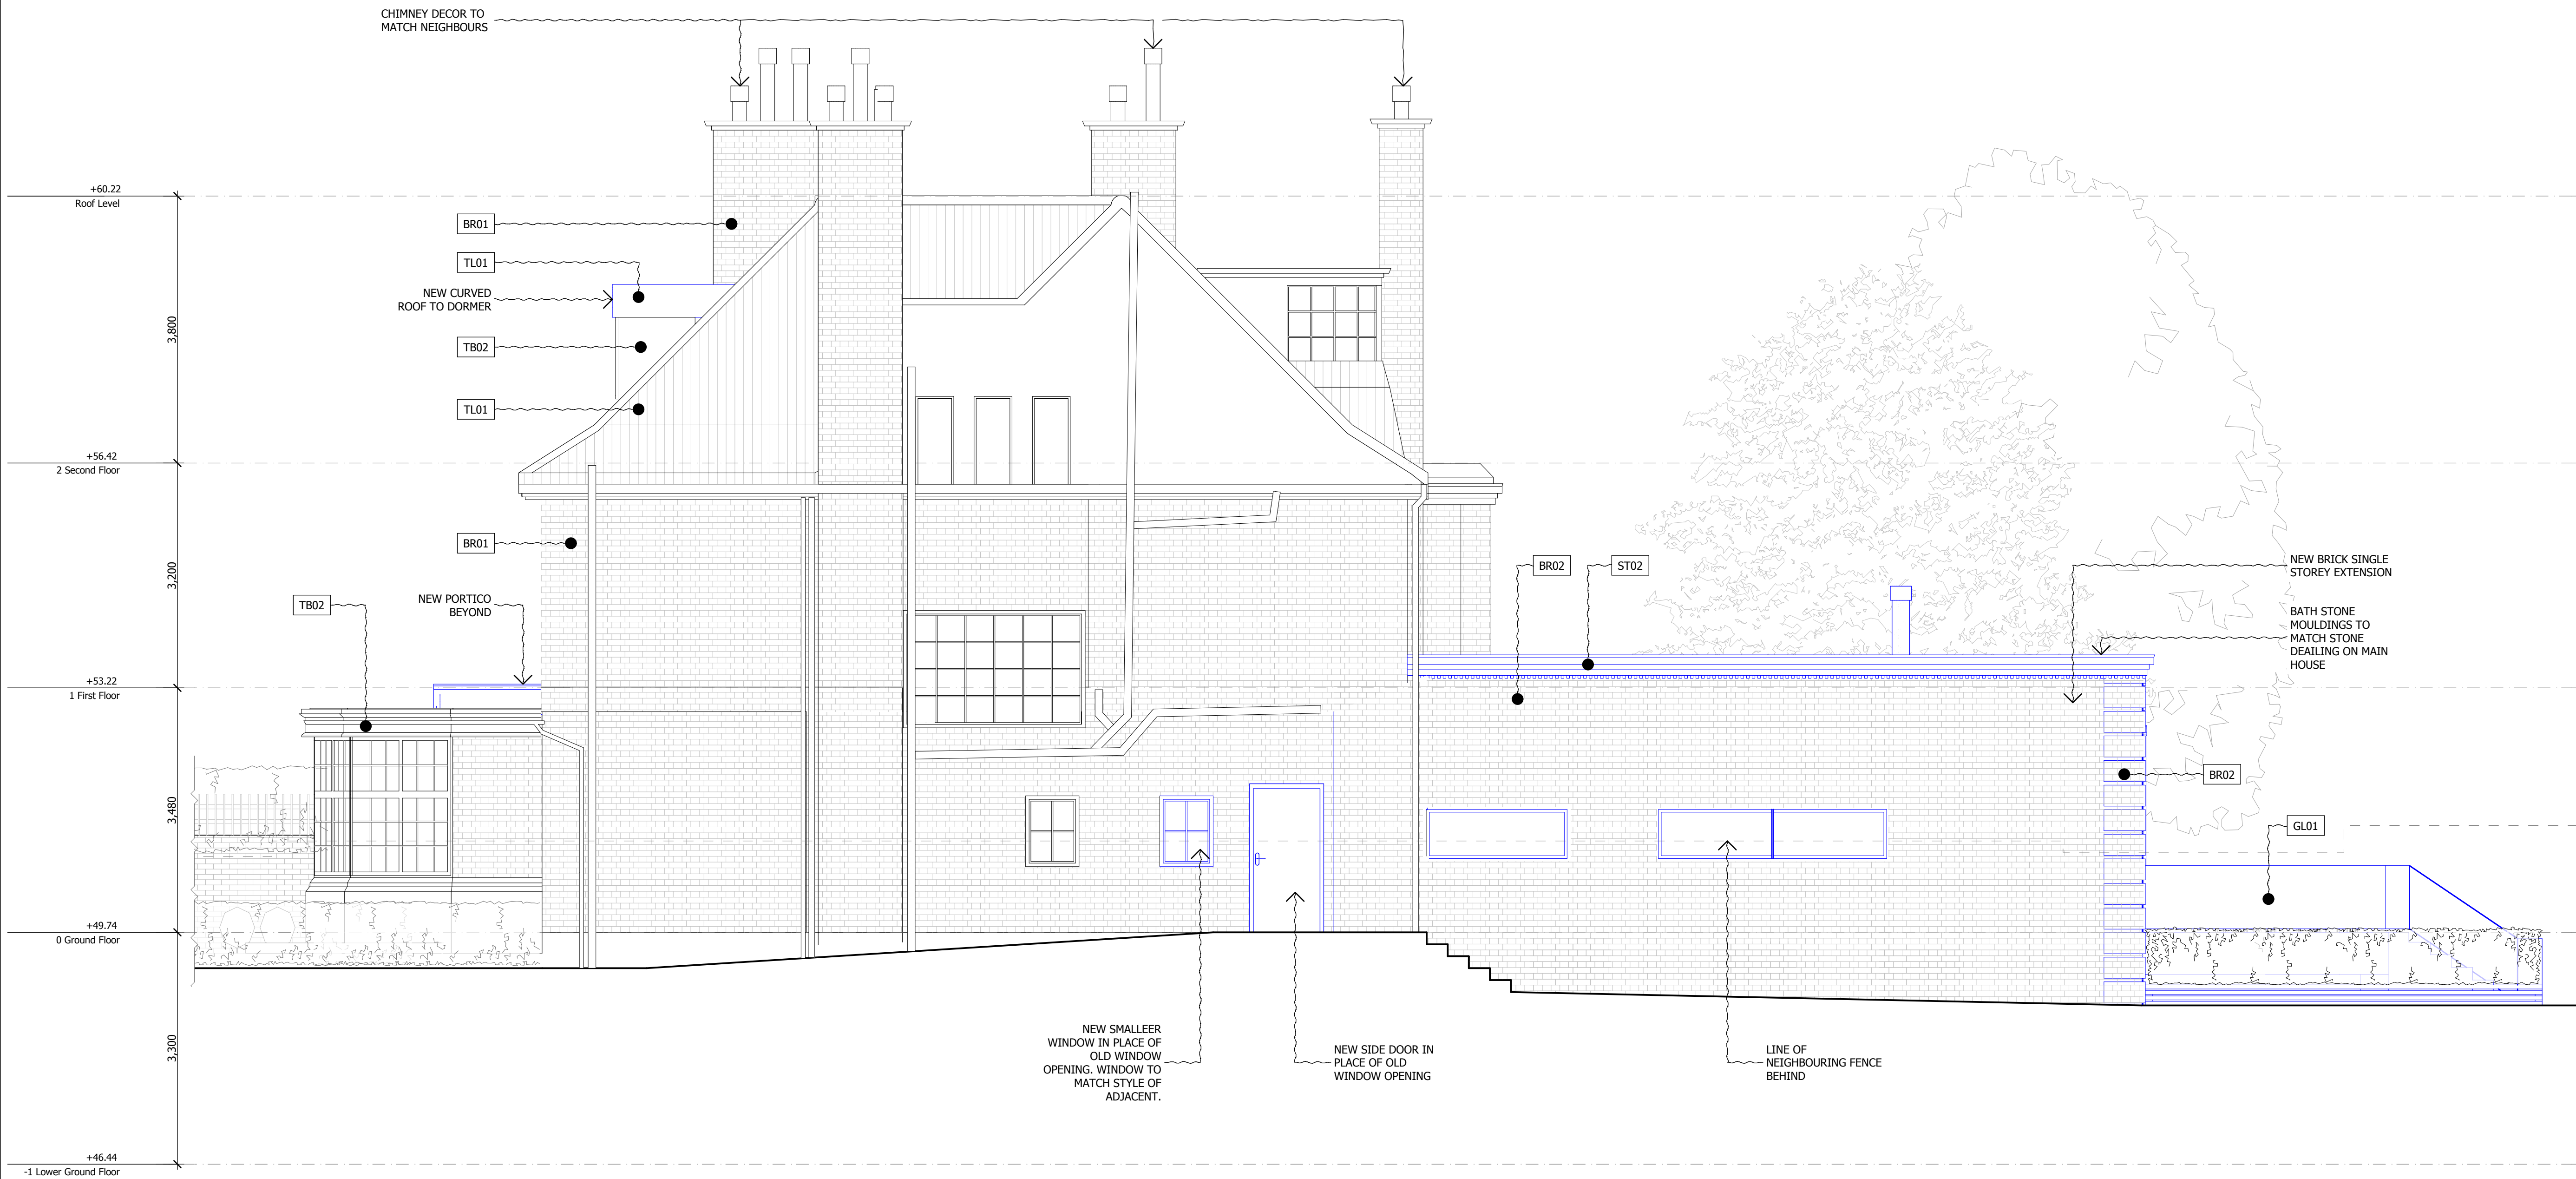 CHIMNEY DECOR TO
MATCH NEIGHBOURS
+60.22
Roof Level
BR01
TL01
NEW CURVED
ROOF TO DORMER
3,800
TB02
TL01
+56.42
2 Second Floor
BR01
3,200
TB02
NEW PORTICO
BEYOND
BR02
ST02
NEW BRICK SINGLE
STOREY EXTENSION
BATH STONE
MOULDINGS TO
MATCH STONE
DEAILING ON MAIN
HOUSE
+53.22
1 First Floor
BR02
3,480
GL01
+49.74
0 Ground Floor
3,300
NEW SMALLEER
WINDOW IN PLACE OF
OLD WINDOW
OPENING. WINDOW TO
MATCH STYLE OF
ADJACENT.
NEW SIDE DOOR IN
PLACE OF OLD
WINDOW OPENING
LINE OF
NEIGHBOURING FENCE
BEHIND
+46.44
-1 Lower Ground Floor